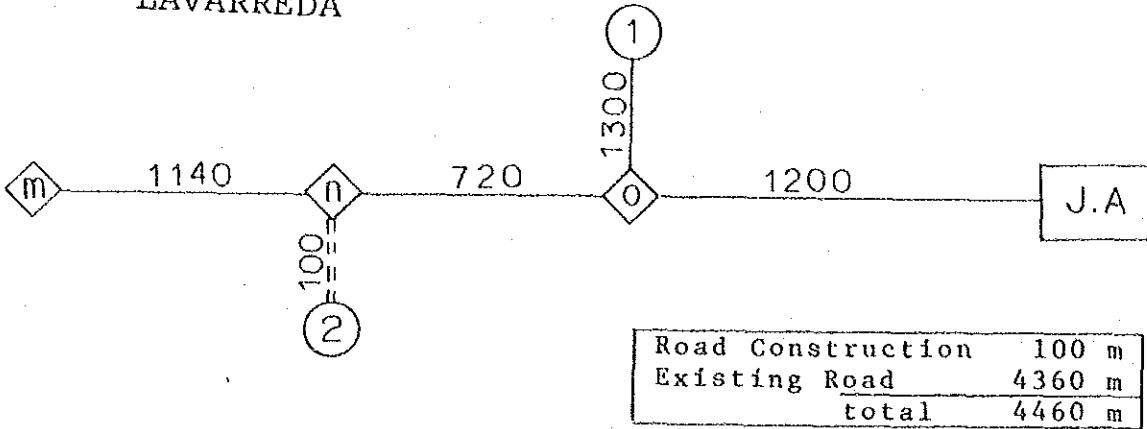 LAVARREDA
1
1300
m
1140
n
720
o
1200
J.A
100
2
Road Construction 100 m
Existing Road 4360 m
total 4460 m